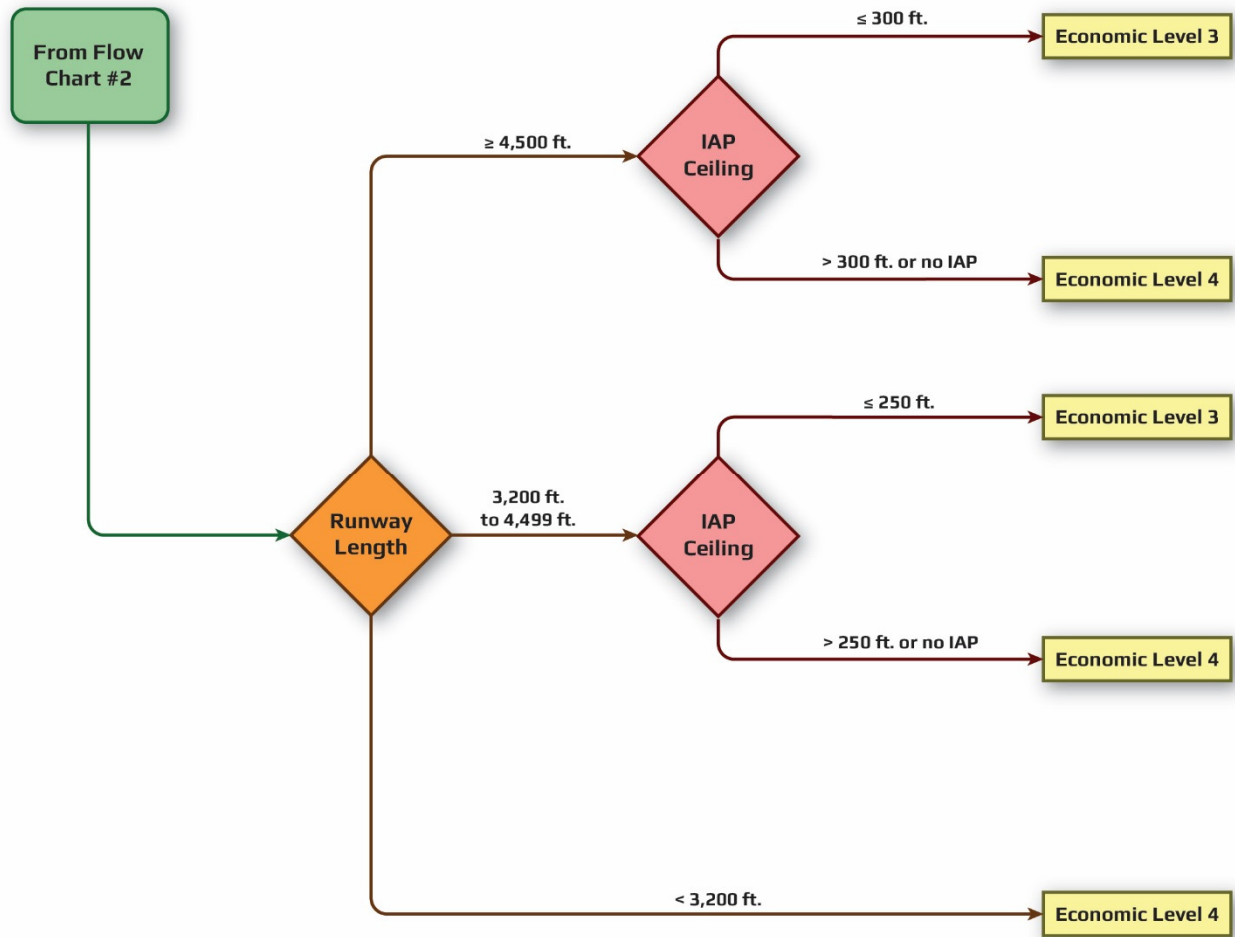 From Flow
Chart #2
≤ 300 ft.
Economic Level 3
≥ 4,500 ft.
IAP
Ceiling
> 300 ft. or no IAP
Economic Level 4
≤ 250 ft.
Economic Level 3
Runway
Length
3,200 ft.
to 4,499 ft.
IAP
Ceiling
> 250 ft. or no IAP
Economic Level 4
< 3,200 ft.
Economic Level 4